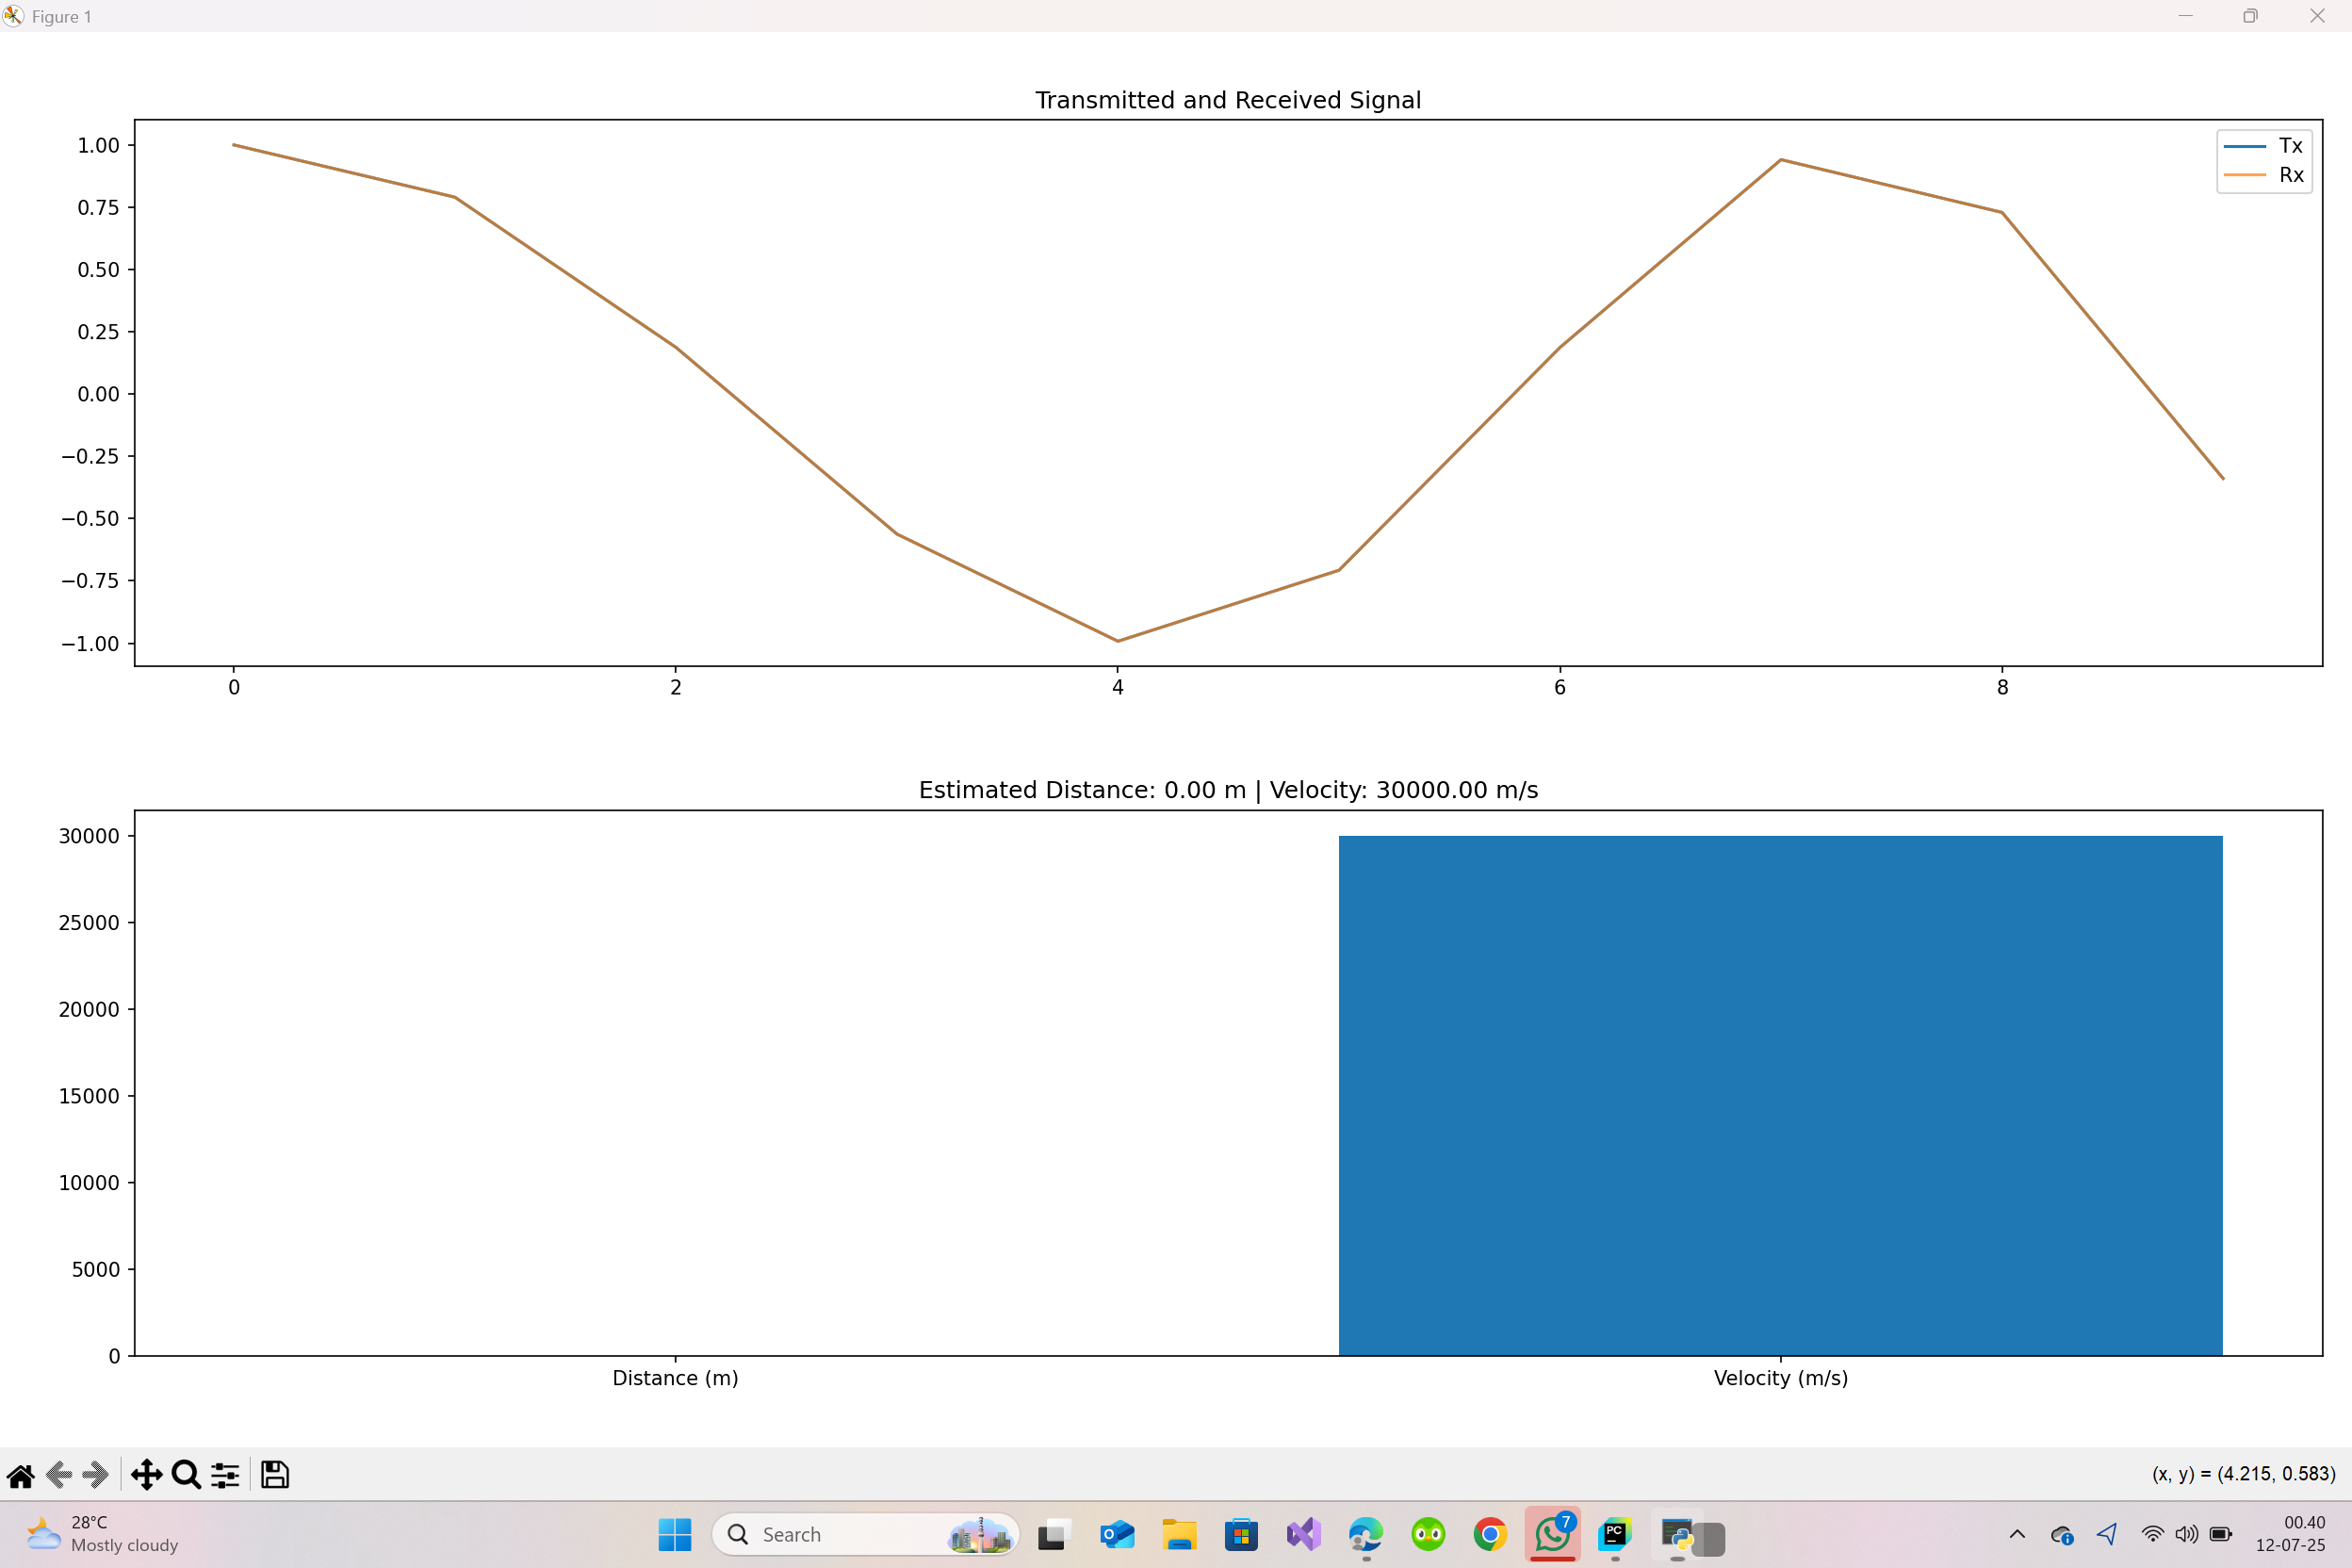 Figure 1
Transmitted and Received Signal
1.00
0.75
0.50
0.25
0.00
−0.25
−0.50
−0.75
−1.00
0 2 4 6 8
Tx
Rx
Estimated Distance: 0.00 m | Velocity: 30000.00 m/s
30000
25000
20000
15000
10000
5000
0
Distance (m) Velocity (m/s)
(x, y) = (4.215, 0.583)
28°C
Mostly cloudy
Search
7
PC
00.40
12-07-25